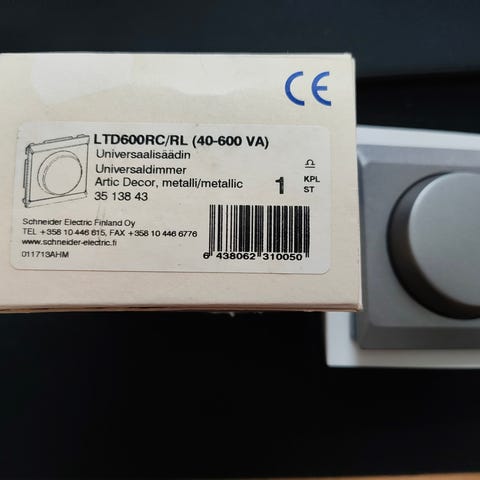 CE
LTD600RC/RL (40-600 VA)
Universaalisäädin
Universaldimmer
Artic Decor, metalli/metallic
35 138 43
1 KPL
ST
Schneider Electric Finland Oy
TEL +358 10 446 615, FAX +358 10 446 6776
www.schneider-electric.fi
011713AHM
6 438062 310050